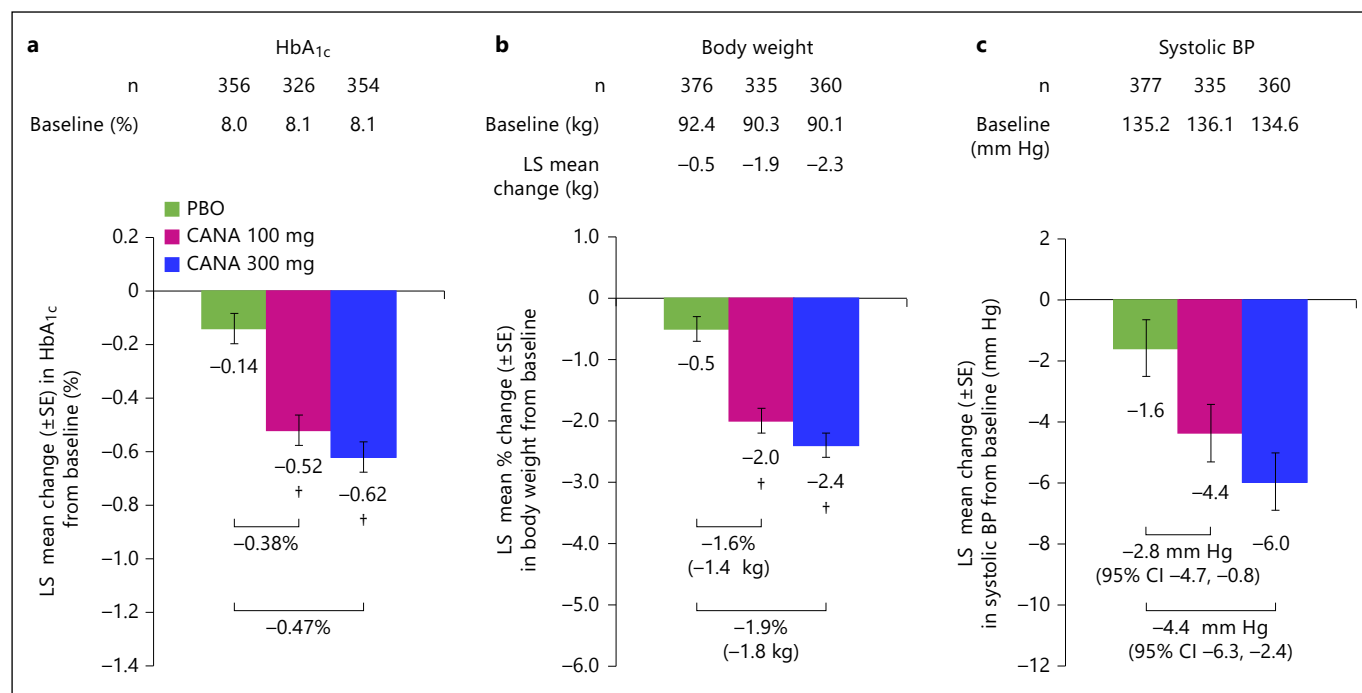 a HbA1c
n 356 326 354
Baseline (%) 8.0 8.1 8.1
PBO
CANA 100 mg
CANA 300 mg
LS mean change (±SE) in HbA1c
from baseline (%)
0.2
0
–0.2
–0.4
–0.6
–0.8
–1.0
–1.2
–1.4
–0.14
–0.52
†
–0.62
†
–0.38%
–0.47%
b Body weight
n 376 335 360
Baseline (kg) 92.4 90.3 90.1
LS mean
change (kg) –0.5 –1.9 –2.3
LS mean % change (±SE)
in body weight from baseline
1.0
0
–1.0
–2.0
–3.0
–4.0
–5.0
–6.0
–0.5
–2.0
†
–2.4
†
–1.6%
(–1.4 kg)
–1.9%
(–1.8 kg)
c Systolic BP
n 377 335 360
Baseline 135.2 136.1 134.6
(mm Hg)
LS mean change (±SE)
in systolic BP from baseline (mm Hg)
2
0
–2
–4
–6
–8
–10
–12
–1.6
–4.4
–6.0
–2.8 mm Hg
(95% CI –4.7, –0.8)
–4.4 mm Hg
(95% CI –6.3, –2.4)